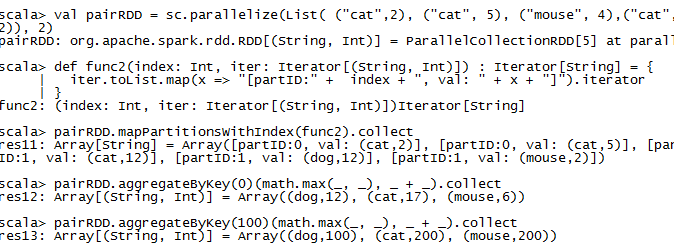 scala> val pairRDD = sc.parallelize(List( ("cat",2), ("cat", 5), ("mouse", 4),("cat",
2)), 2)
pairRDD: org.apache.spark.rdd.RDD[(String, Int)] = ParallelCollectionRDD[5] at paral
scala> def func2(index: Int, iter: Iterator[(String, Int)]) : Iterator[String] = {
| iter.toList.map(x => "[partID:" + index + ", val: " + x + "]").iterator
| }
func2: (index: Int, iter: Iterator[(String, Int)])Iterator[String]
scala> pairRDD.mapPartitionsWithIndex(func2).collect
res11: Array[String] = Array([partID:0, val: (cat,2)], [partID:0, val: (cat,5)], [par
ID:1, val: (cat,12)], [partID:1, val: (dog,12)], [partID:1, val: (mouse,2)])
scala> pairRDD.aggregateByKey(0)(math.max(_, _), _ + _).collect
res12: Array[(String, Int)] = Array((dog,12), (cat,17), (mouse,6))
scala> pairRDD.aggregateByKey(100)(math.max(_, _), _ + _).collect
res13: Array[(String, Int)] = Array((dog,100), (cat,200), (mouse,200))